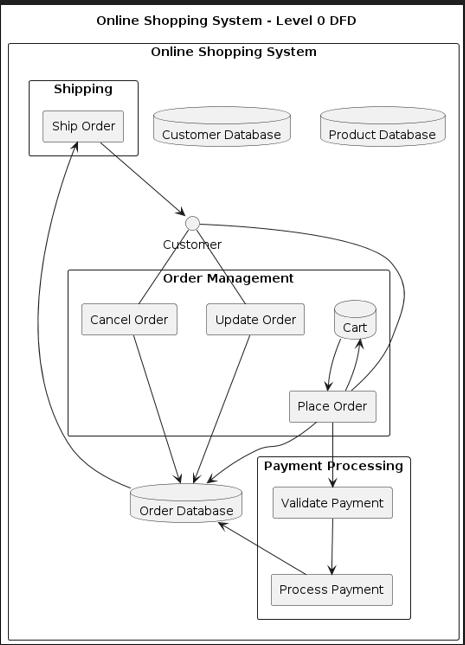 Online Shopping System - Level 0 DFD
Online Shopping System
Shipping
Ship Order
Customer Database
Product Database
Customer
Order Management
Cancel Order
Update Order
Cart
Place Order
Payment Processing
Validate Payment
Order Database
Process Payment